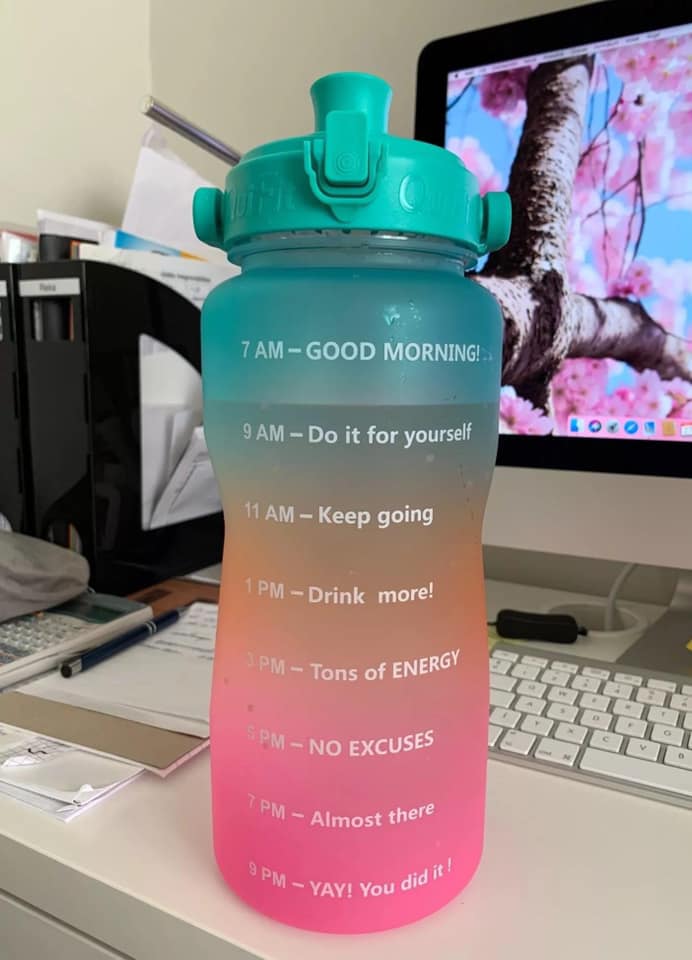 QuiFit
7 AM – GOOD MORNING!
9 AM – Do it for yourself
11 AM – Keep going
1 PM – Drink more!
3 PM – Tons of ENERGY
5 PM – NO EXCUSES
7 PM – Almost there
9 PM – YAY! You did it !